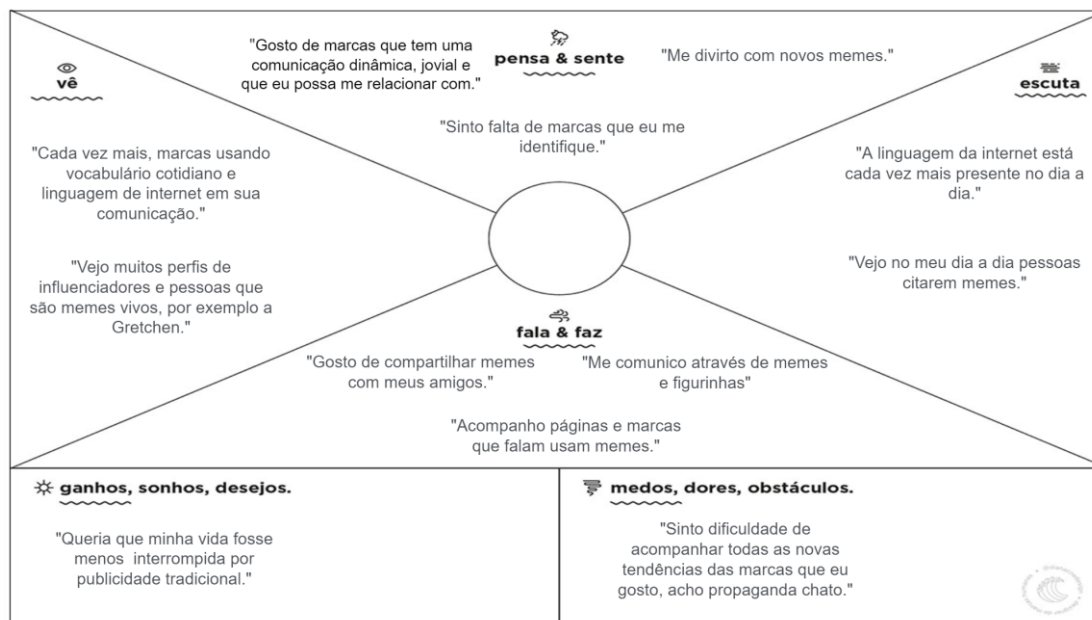 pensa & sente
"Gosto de marcas que tem uma
comunicação dinâmica, jovial e
que eu possa me relacionar com."
"Me divirto com novos memes."
"Sinto falta de marcas que eu me
identifique."
vê
"Cada vez mais, marcas usando
vocabulário cotidiano e
linguagem de internet em sua
comunicação."
"Vejo muitos perfis de
influenciadores e pessoas que
são memes vivos, por exemplo a
Gretchen."
escuta
"A linguagem da internet está
cada vez mais presente no dia a
dia."
"Vejo no meu dia a dia pessoas
citarem memes."
fala & faz
"Gosto de compartilhar memes
com meus amigos."
"Me comunico através de memes
e figurinhas"
"Acompanho páginas e marcas
que falam usam memes."
ganhos, sonhos, desejos.
"Queria que minha vida fosse
menos interrompida por
publicidade tradicional."
medos, dores, obstáculos.
"Sinto dificuldade de
acompanhar todas as novas
tendências das marcas que eu
gosto, acho propaganda chato."